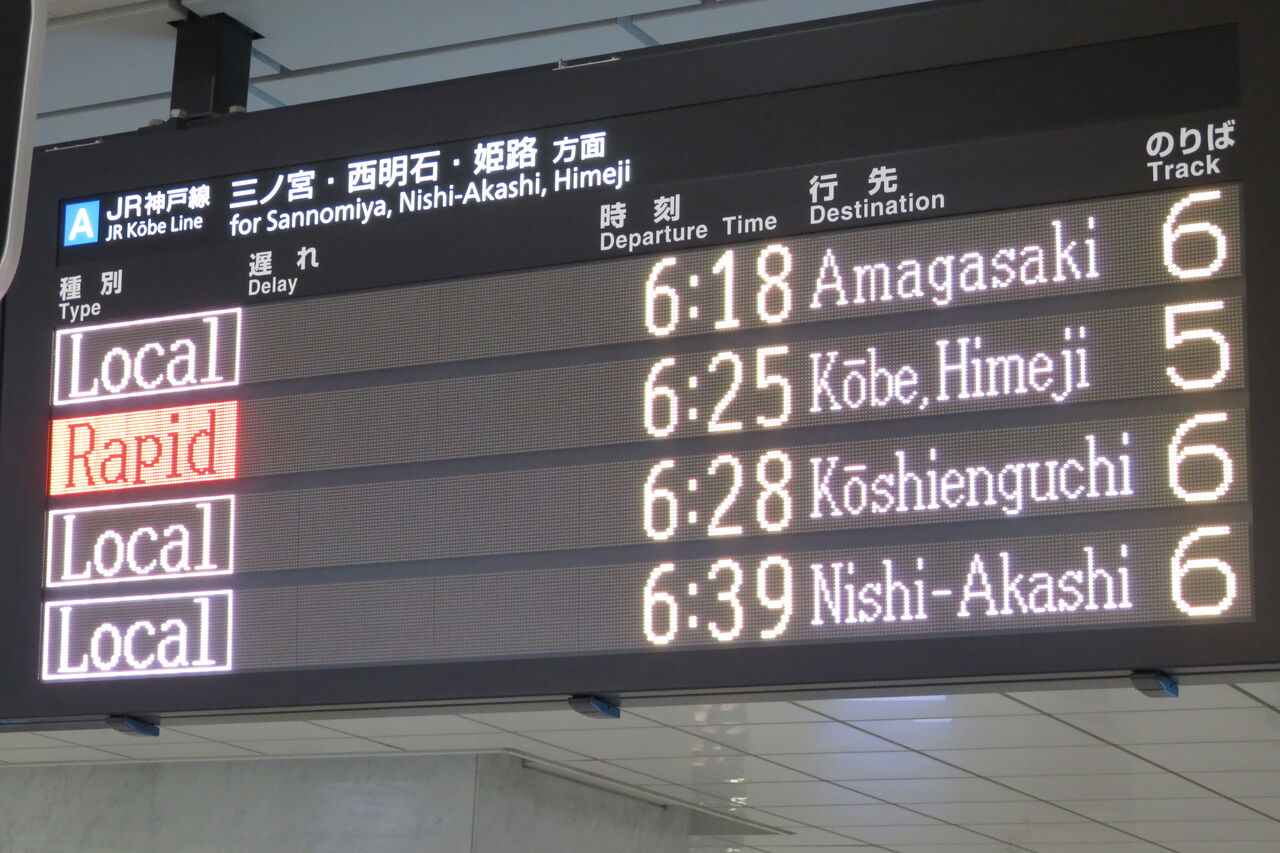 A JR神戸線 三ノ宮・西明石・姫路 方面
JR Kōbe Line for Sannomiya, Nishi-Akashi, Himeji
種別 遅れ 時刻 行先 のりば
Type Delay Departure Time Destination Track
Local 6:18 Amagasaki 6
Rapid 6:25 Kōbe, Himeji 5
Local 6:28 Kōshienguchi 6
Local 6:39 Nishi-Akashi 6